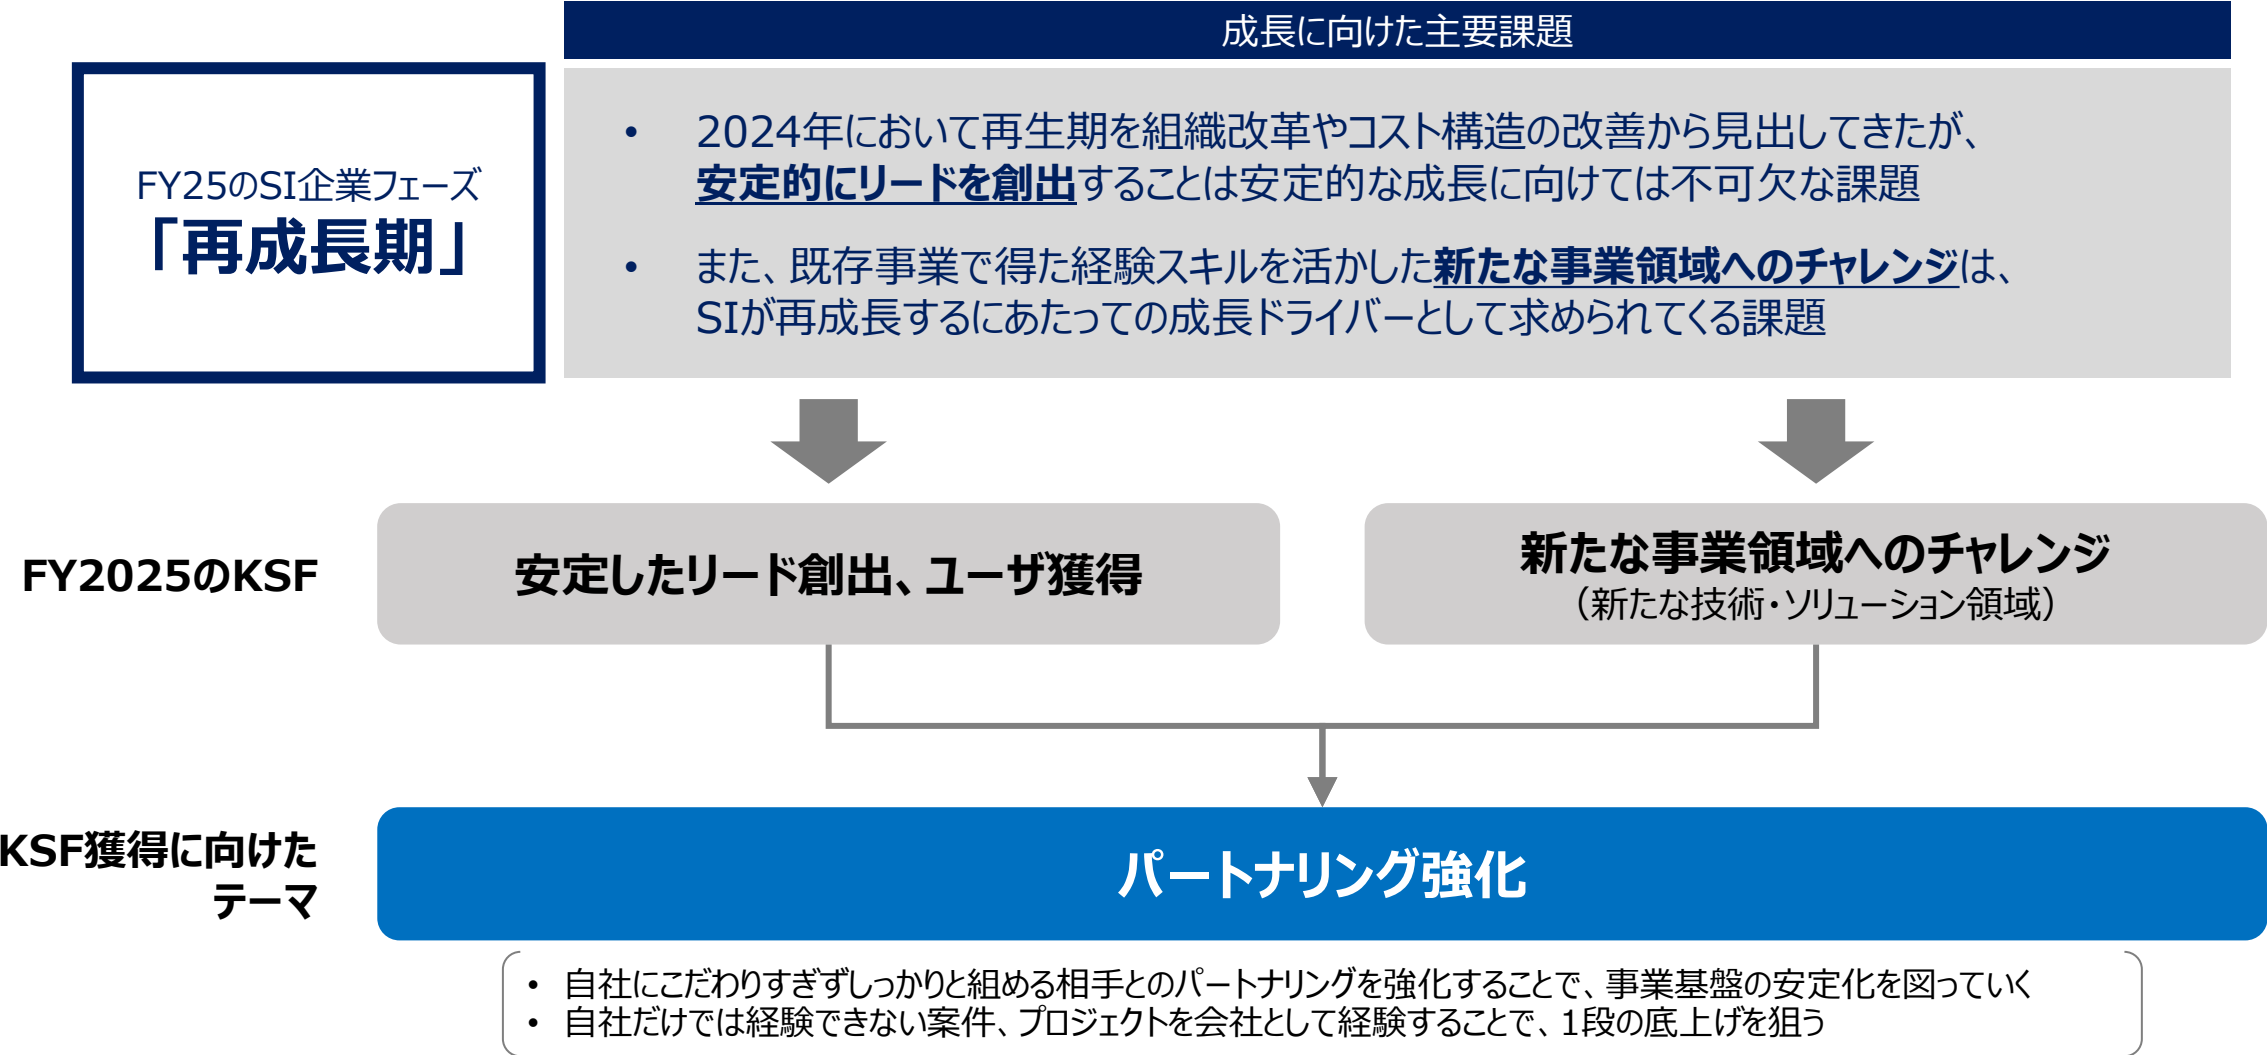 成長に向けた主要課題
FY25のSI企業フェーズ
「再成長期」
• 2024年において再生期を組織改革やコスト構造の改善から見出してきたが、
安定的にリードを創出することは安定的な成長に向けては不可欠な課題
• また、既存事業で得た経験スキルを活かした新たな事業領域へのチャレンジは、
SIが再成長するにあたっての成長ドライバーとして求められてくる課題
FY2025のKSF
安定したリード創出、ユーザ獲得
新たな事業領域へのチャレンジ
（新たな技術・ソリューション領域）
KSF獲得に向けた
テーマ
パートナリング強化
• 自社にこだわりすぎずしっかりと組める相手とのパートナリングを強化することで、事業基盤の安定化を図っていく
• 自社だけでは経験できない案件、プロジェクトを会社として経験することで、1段の底上げを狙う